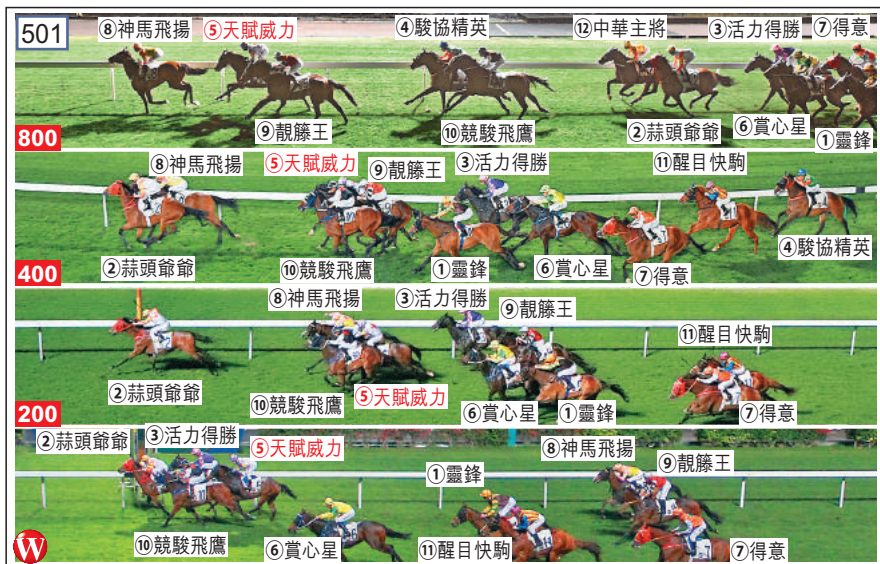 501
⑧神馬飛揚 ⑤天賦威力 ④駿協精英 ⑫中華主將 ③活力得勝 ⑦得意
⑨靚籐王 ⑩競駿飛鷹 ②蒜頭爺爺 ⑥賞心星 ①靈鋒
800
⑧神馬飛揚 ⑤天賦威力 ⑨靚籐王 ③活力得勝 ⑪醒目快駒
②蒜頭爺爺 ⑩競駿飛鷹 ①靈鋒 ⑥賞心星 ⑦得意 ④駿協精英
400
⑧神馬飛揚 ③活力得勝 ⑨靚籐王 ⑪醒目快駒
②蒜頭爺爺 ⑩競駿飛鷹 ⑤天賦威力 ⑥賞心星 ①靈鋒 ⑦得意
200
②蒜頭爺爺 ③活力得勝 ⑤天賦威力 ①靈鋒 ⑧神馬飛揚 ⑨靚籐王
⑩競駿飛鷹 ⑥賞心星 ⑪醒目快駒 ⑦得意
W